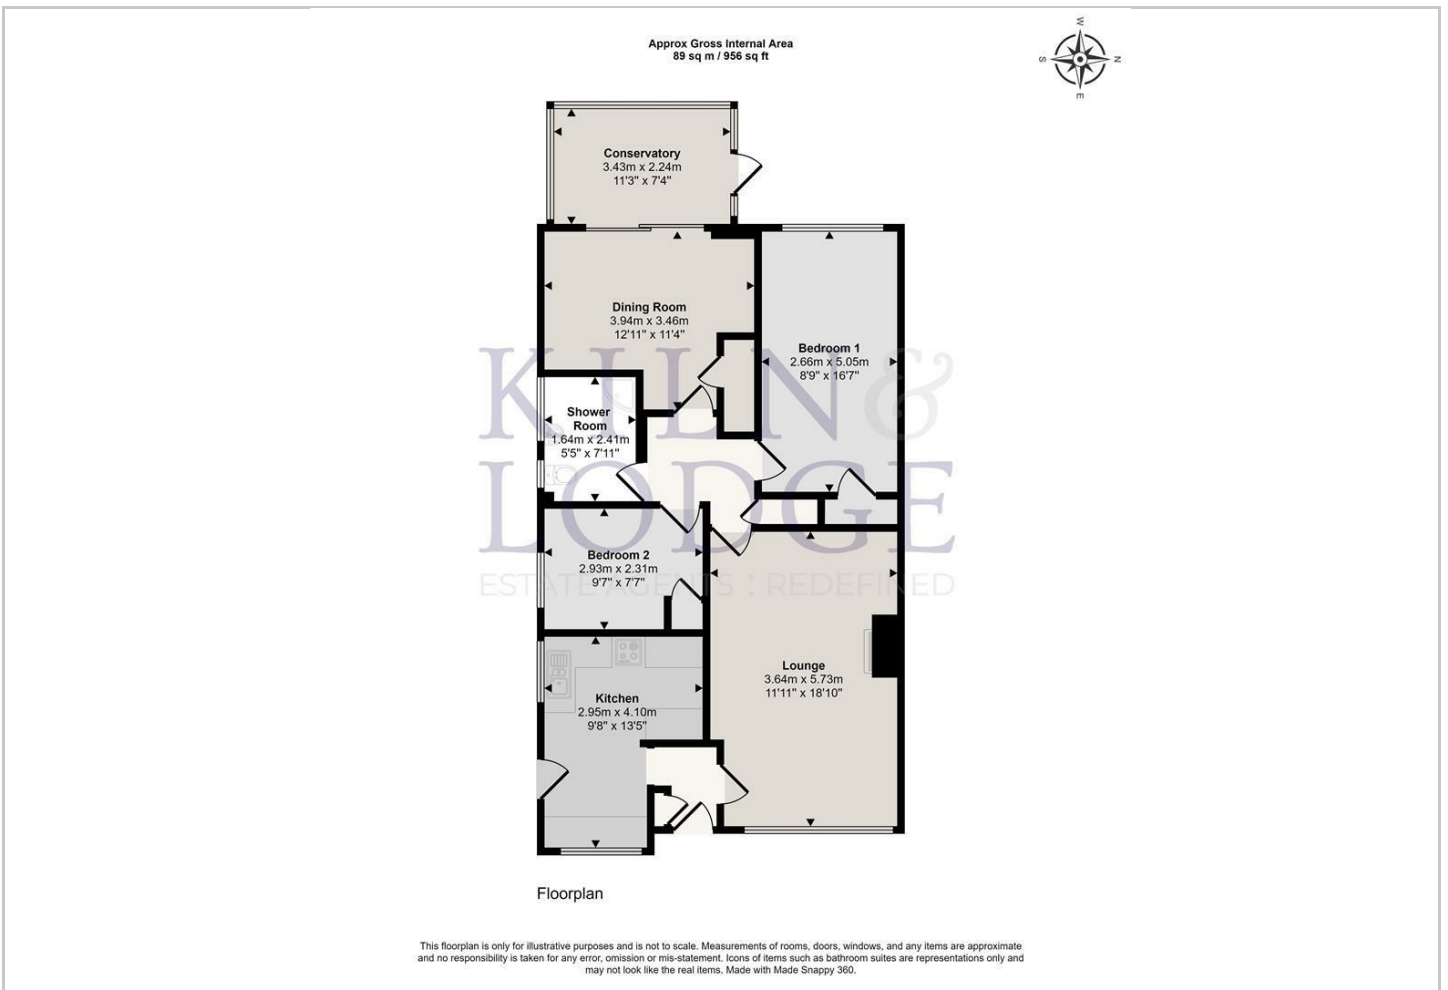 Approx Gross Internal Area
89 sq m / 956 sq ft
W
S
N
E
Conservatory
3.43m x 2.24m
11'3" x 7'4"
Dining Room
3.94m x 3.46m
12'11" x 11'4"
Bedroom 1
2.66m x 5.05m
8'9" x 16'7"
KILN &
LODGE
ESTATE AGENTS : REDEFINED
Shower
Room
1.64m x 2.41m
5'5" x 7'11"
Bedroom 2
2.93m x 2.31m
9'7" x 7'7"
Lounge
3.64m x 5.73m
11'11" x 18'10"
Kitchen
2.95m x 4.10m
9'8" x 13'5"
Floorplan
This floorplan is only for illustrative purposes and is not to scale. Measurements of rooms, doors, windows, and any items are approximate
and no responsibility is taken for any error, omission or mis-statement. Icons of items such as bathroom suites are representations only and
may not look like the real items. Made with Made Snappy 360.